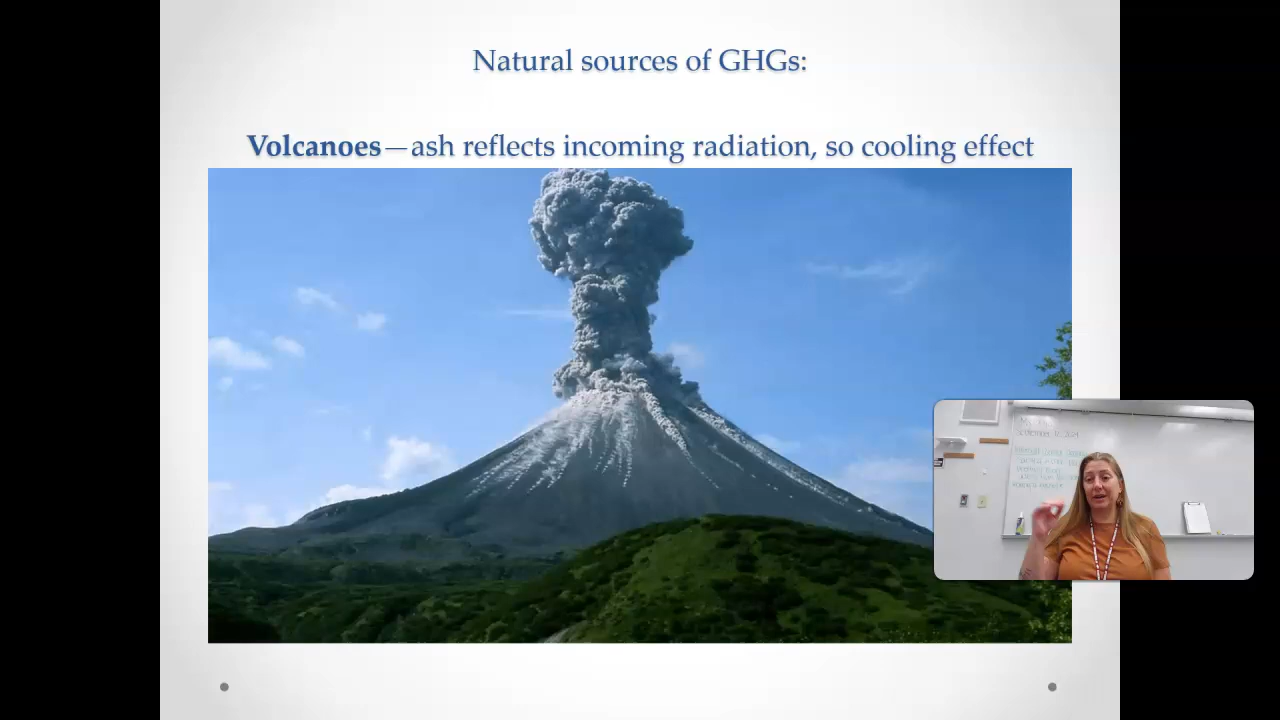 Natural sources of GHGs:
Volcanoes—ash reflects incoming radiation, so cooling effect